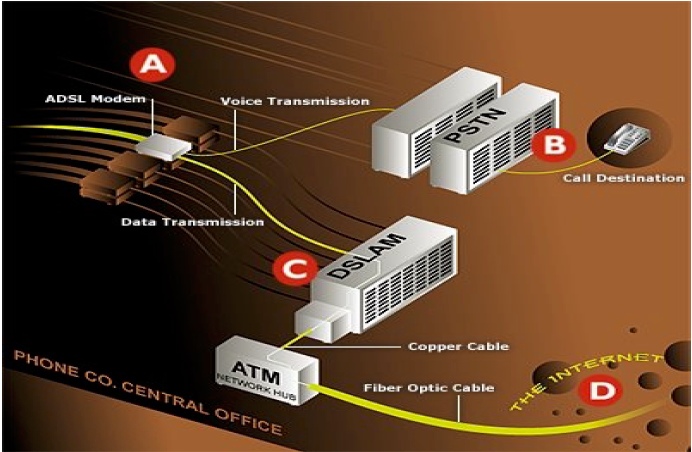 A
ADSL Modem
Voice Transmission
PSTN
B
Call Destination
Data Transmission
C
DSLAM
Copper Cable
ATM
NETWORK HUB
Fiber Optic Cable
THE INTERNET
D
PHONE CO. CENTRAL OFFICE